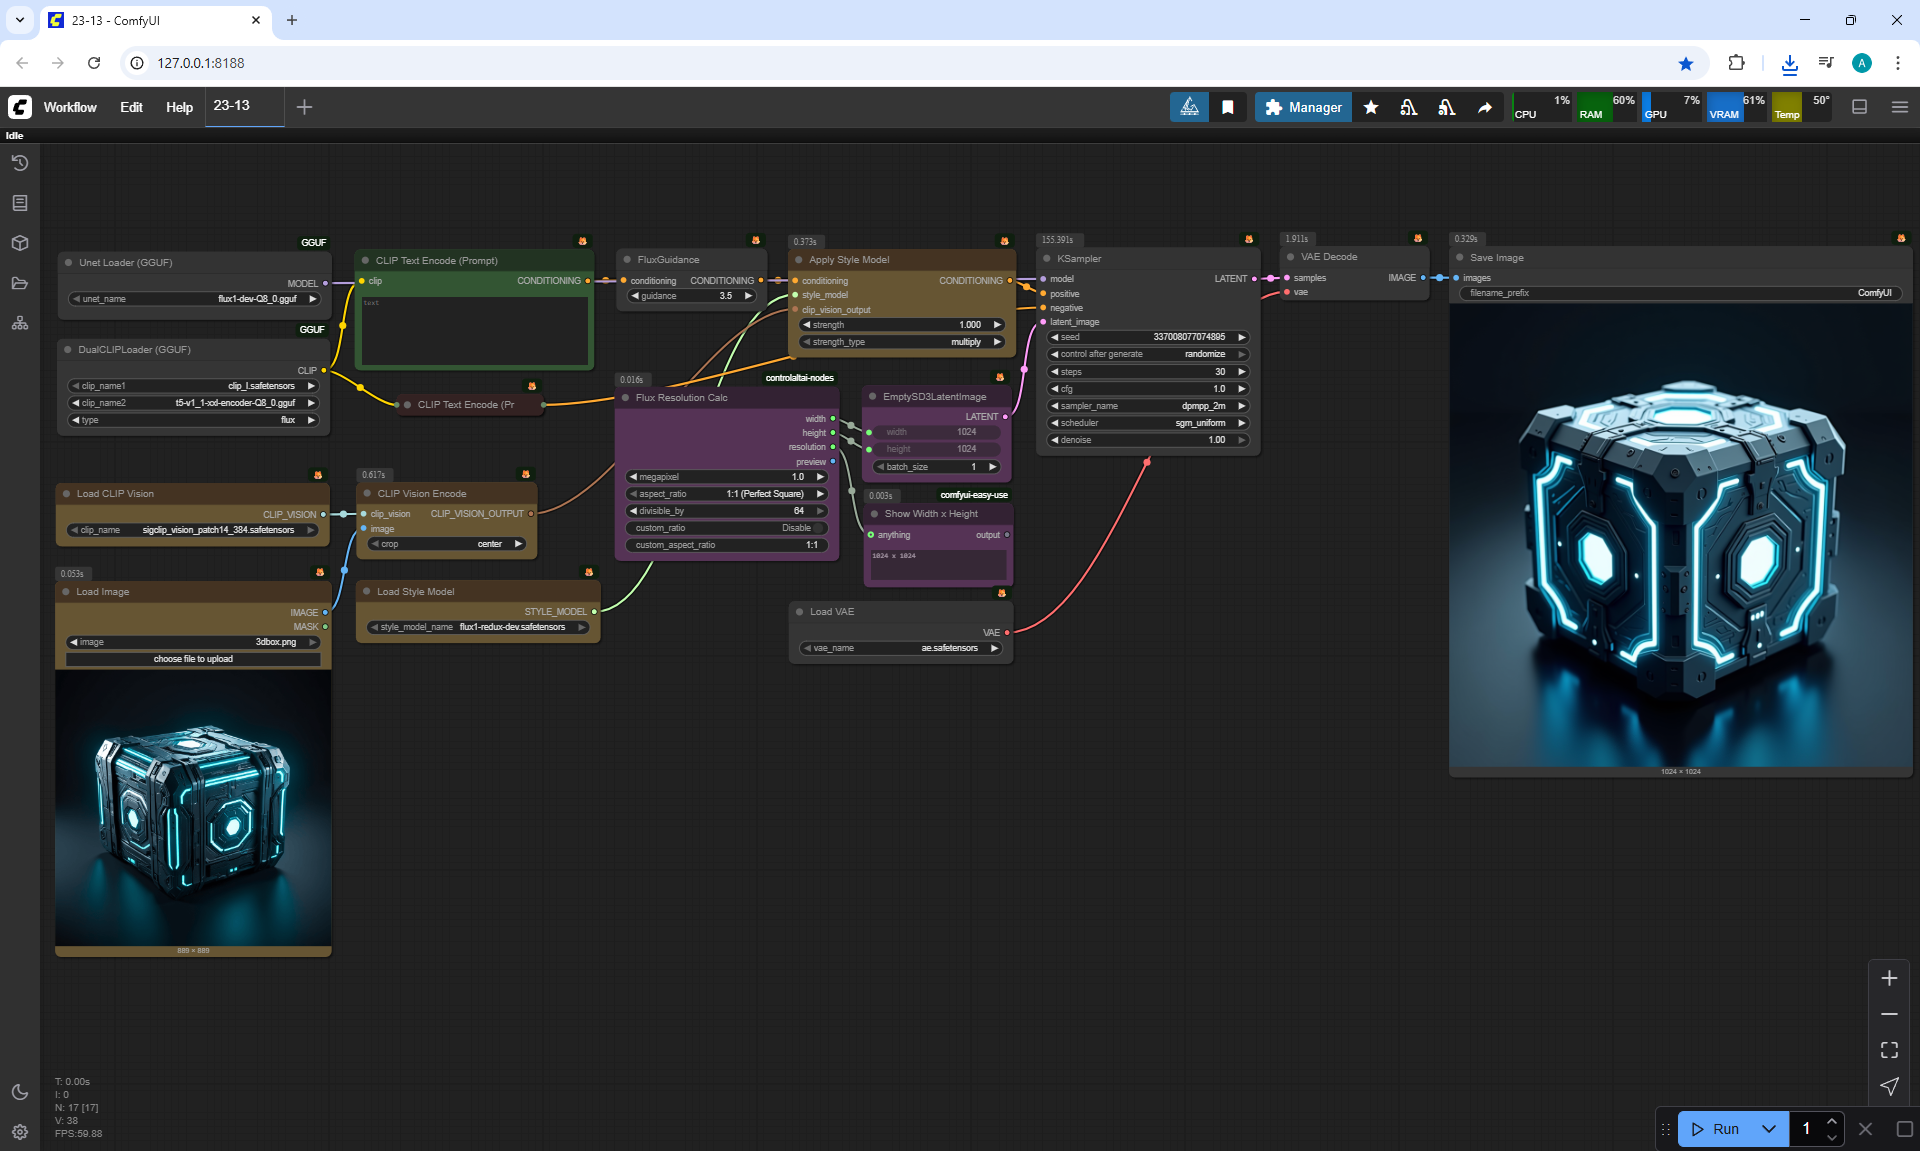 23-13 - ComfyUI
127.0.0.1:8188
Workflow Edit Help 23-13
Manager
CPU 1% RAM 60% GPU 7% VRAM 61% Temp 50°
Idle
GGUF
Unet Loader (GGUF)
MODEL
unet_name flux1-dev-Q8_0.gguf
GGUF
DualCLIPLoader (GGUF)
CLIP
clip_name1 clip_l.safetensors
clip_name2 t5-v1_1-xxl-encoder-Q8_0.gguf
type flux
CLIP Text Encode (Prompt)
clip CONDITIONING
text
CLIP Text Encode (Pr
FluxGuidance
conditioning CONDITIONING
guidance 3.5
0.373s
Apply Style Model
conditioning CONDITIONING
style_model
clip_vision_output
strength 1.000
strength_type multiply
155.391s
KSampler
model LATENT
positive
negative
latent_image
seed 337008077074895
control after generate randomize
steps 30
cfg 1.0
sampler_name dpmpp_2m
scheduler sgm_uniform
denoise 1.00
1.911s
VAE Decode
samples IMAGE
vae
0.329s
Save Image
images
filename_prefix ComfyUI
1024 × 1024
0.016s
controlaltai-nodes
Flux Resolution Calc
width
height
resolution
preview
megapixel 1.0
aspect_ratio 1:1 (Perfect Square)
divisible_by 64
custom_ratio Disable
custom_aspect_ratio 1:1
EmptySD3LatentImage
LATENT
width 1024
height 1024
batch_size 1
0.003s
comfyui-easy-use
Show Width x Height
anything output
1024 x 1024
Load VAE
VAE
vae_name ae.safetensors
Load CLIP Vision
CLIP_VISION
clip_name sigclip_vision_patch14_384.safetensors
0.617s
CLIP Vision Encode
clip_vision CLIP_VISION_OUTPUT
image
crop center
0.053s
Load Image
IMAGE
MASK
image 3dbox.png
choose file to upload
889 × 889
Load Style Model
STYLE_MODEL
style_model_name flux1-redux-dev.safetensors
T: 0.00s
I: 0
N: 17 [17]
V: 38
FPS:59.88
Run 1
A